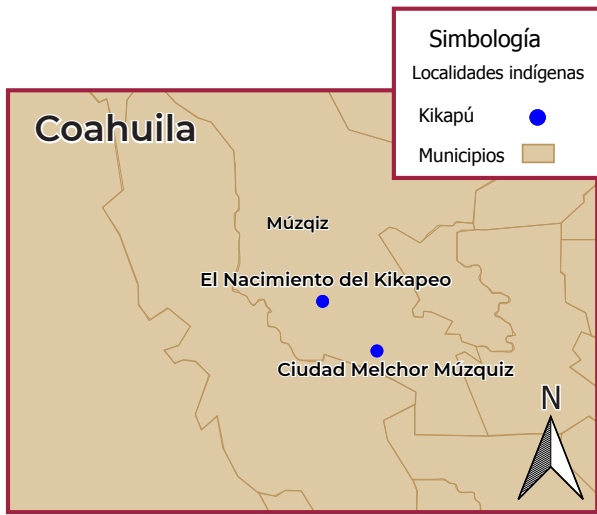 Simbología
Localidades indígenas
Kikapú
Municipios
Coahuila
Múzqiz
El Nacimiento del Kikapeo
Ciudad Melchor Múzquiz
N